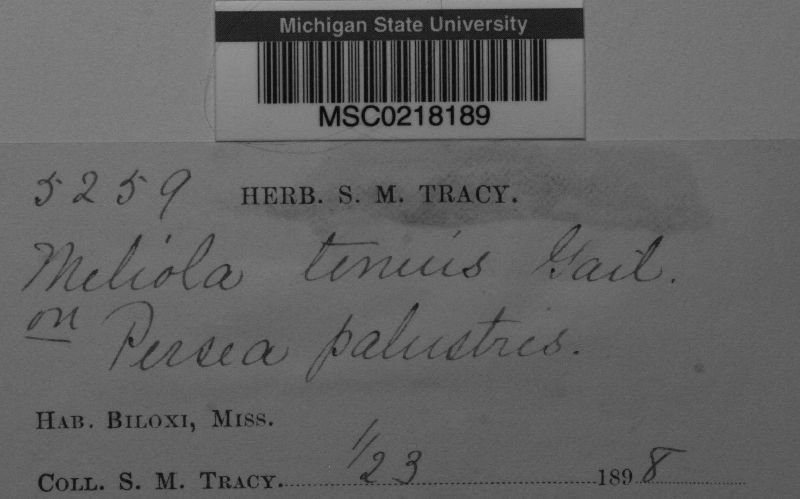 Michigan State University
MSC0218189
5259 HERB. S. M. TRACY.
Meliola tenuis Gail.
on Persea palustris.
HAB. BILOXI, MISS.
COLL. S. M. TRACY. 1/23 1898